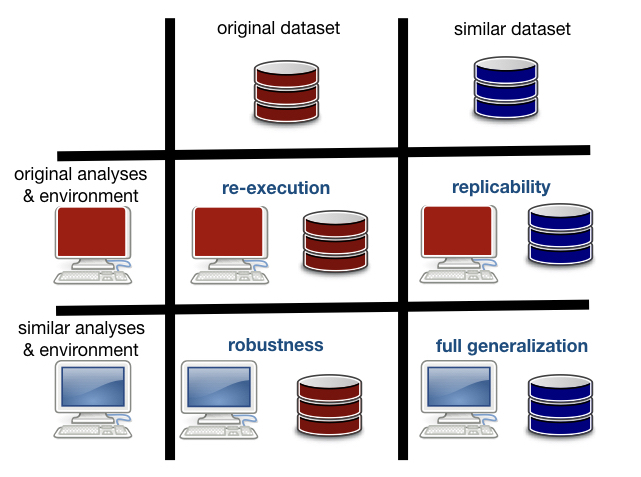 original dataset
similar dataset
original analyses
& environment
re-execution
replicability
similar analyses
& environment
robustness
full generalization